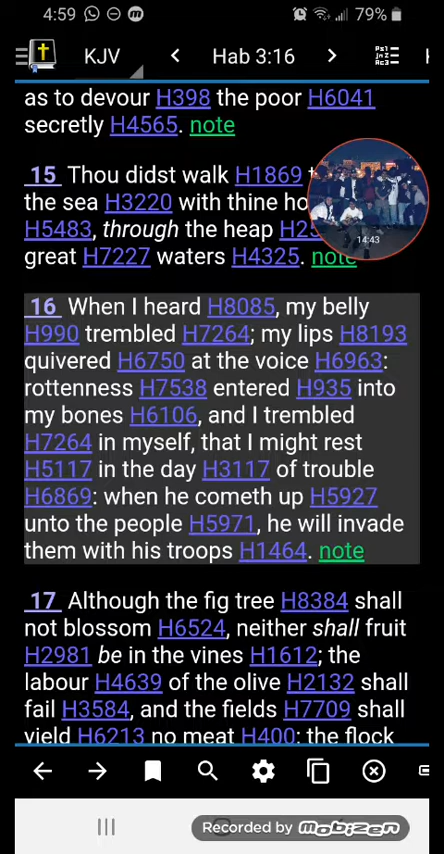 4:59 79%
KJV Hab 3:16
as to devour H398 the poor H6041
secretly H4565. note
15 Thou didst walk H1869
the sea H3220 with thine
H5483, through the heap
great H7227 waters H4325. note
14:43
16 When I heard H8085, my belly
H990 trembled H7264; my lips H8193
quivered H6750 at the voice H6963:
rottenness H7538 entered H935 into
my bones H6106, and I trembled
H7264 in myself, that I might rest
H5117 in the day H3117 of trouble
H6869: when he cometh up H5927
unto the people H5971, he will invade
them with his troops H1464. note
17 Although the fig tree H8384 shall
not blossom H6524, neither shall fruit
H2981 be in the vines H1612; the
labour H4639 of the olive H2132 shall
fail H3584, and the fields H7709 shall
yield H6213 no meat H400: the flock
Recorded by mobizen